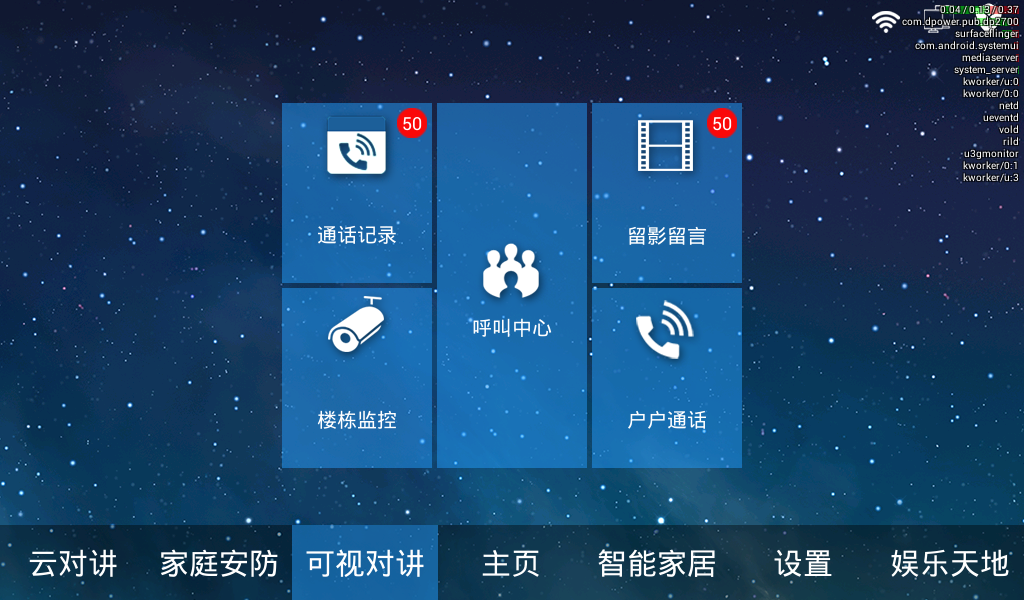 0.04 / 0.13 / 0.37
com.dpower.pub.dp2700
surfaceflinger
com.android.systemui
mediaserver
system_server
kworker/u:0
kworker/0:0
netd
ueventd
vold
rild
u3gmonitor
kworker/0:1
kworker/u:3
50
50
通话记录
留影留言
呼叫中心
楼栋监控
户户通话
云对讲
家庭安防
可视对讲
主页
智能家居
设置
娱乐天地